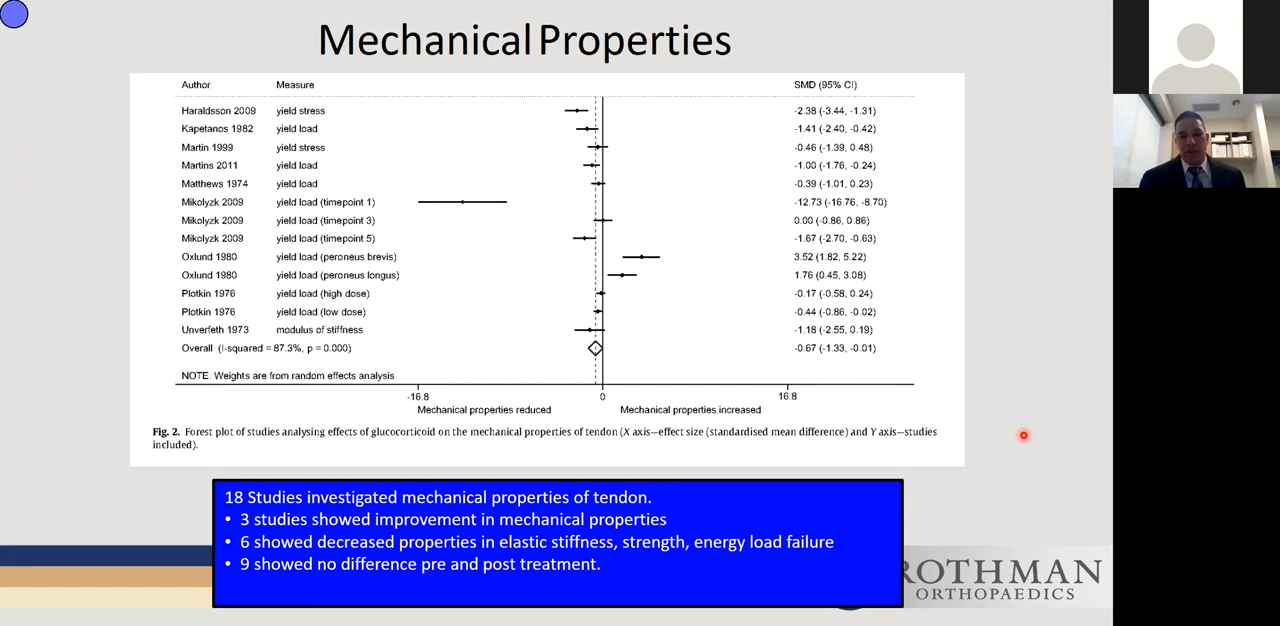 Mechanical Properties
Author Measure SMD (95% CI)
Haraldsson 2009 yield stress -2.38 (-3.44, -1.31)
Kapetanos 1982 yield load -1.41 (-2.40, -0.42)
Martin 1999 yield stress -0.46 (-1.39, 0.48)
Martins 2011 yield load -1.00 (-1.76, -0.24)
Matthews 1974 yield load -0.39 (-1.01, 0.23)
Mikolyzk 2009 yield load (timepoint 1) -12.73 (-16.76, -8.70)
Mikolyzk 2009 yield load (timepoint 3) 0.00 (-0.86, 0.86)
Mikolyzk 2009 yield load (timepoint 5) -1.67 (-2.70, -0.63)
Oxlund 1980 yield load (peroneus brevis) 3.52 (1.82, 5.22)
Oxlund 1980 yield load (peroneus longus) 1.76 (0.45, 3.08)
Plotkin 1976 yield load (high dose) -0.17 (-0.58, 0.24)
Plotkin 1976 yield load (low dose) -0.44 (-0.86, -0.02)
Unverfeth 1973 modulus of stiffness -1.18 (-2.55, 0.19)
Overall (I-squared = 87.3%, p = 0.000) -0.67 (-1.33, -0.01)
NOTE: Weights are from random effects analysis
-16.8 0 16.8
Mechanical properties reduced Mechanical properties increased
Fig. 2. Forest plot of studies analysing effects of glucocorticoid on the mechanical properties of tendon (X axis—effect size (standardised mean difference) and Y axis—studies
included).
18 Studies investigated mechanical properties of tendon.
• 3 studies showed improvement in mechanical properties
• 6 showed decreased properties in elastic stiffness, strength, energy load failure
• 9 showed no difference pre and post treatment.
ROTHMAN
ORTHOPAEDICS